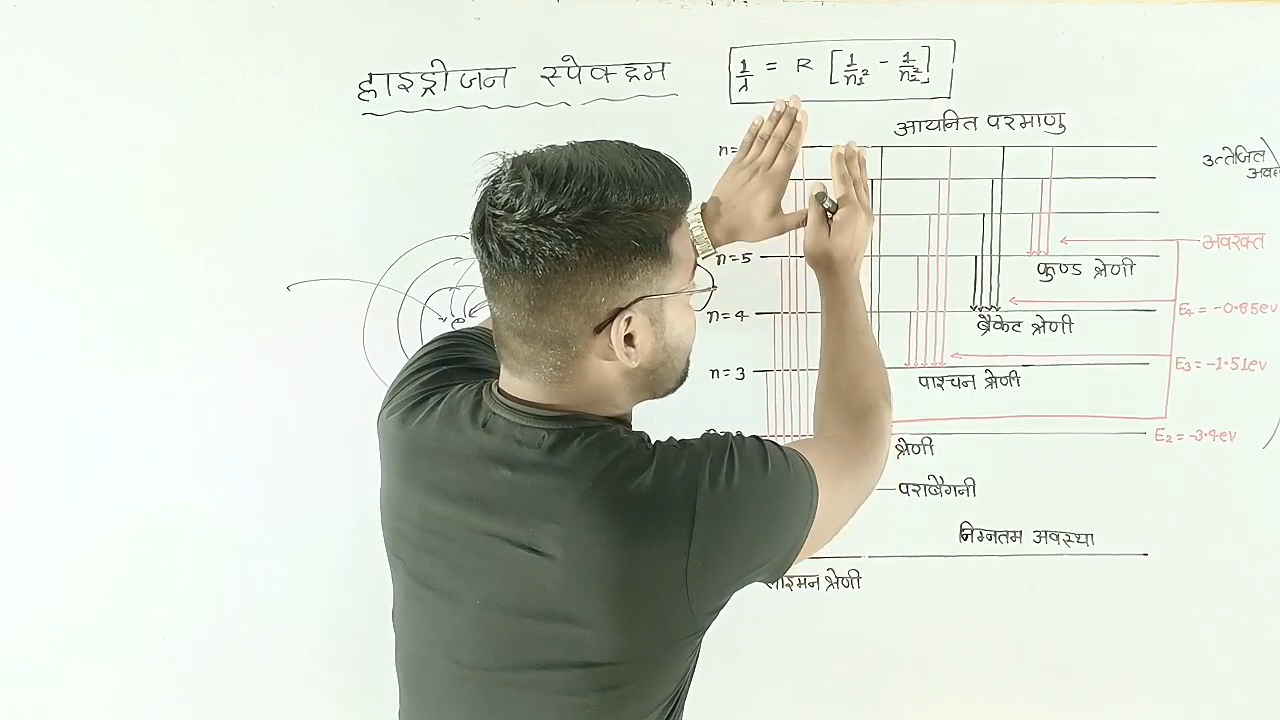 हाइड्रोजन स्पेक्ट्रम
1/λ = R [1/n₁² - 1/n₂²]
आयनित परमाणु
n=
उत्तेजित
अवरक्त
n=5
कुण्ड श्रेणी
E₄ = -0.85ev
n=4
ब्रैकेट श्रेणी
E₃ = -1.51ev
n=3
पाश्चन श्रेणी
E₂ = -3.4ev
श्रेणी
पराबैंगनी
निम्नतम अवस्था
लाइमन श्रेणी